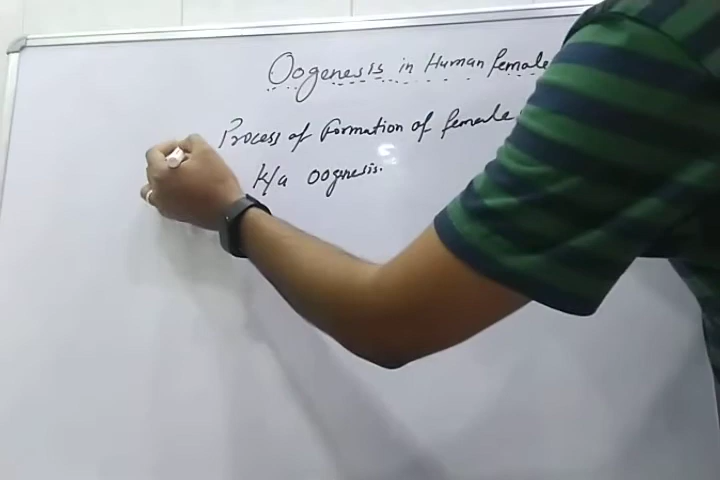 Oogenesis in Human female
Process of Formation of female
k/a oogenesis.